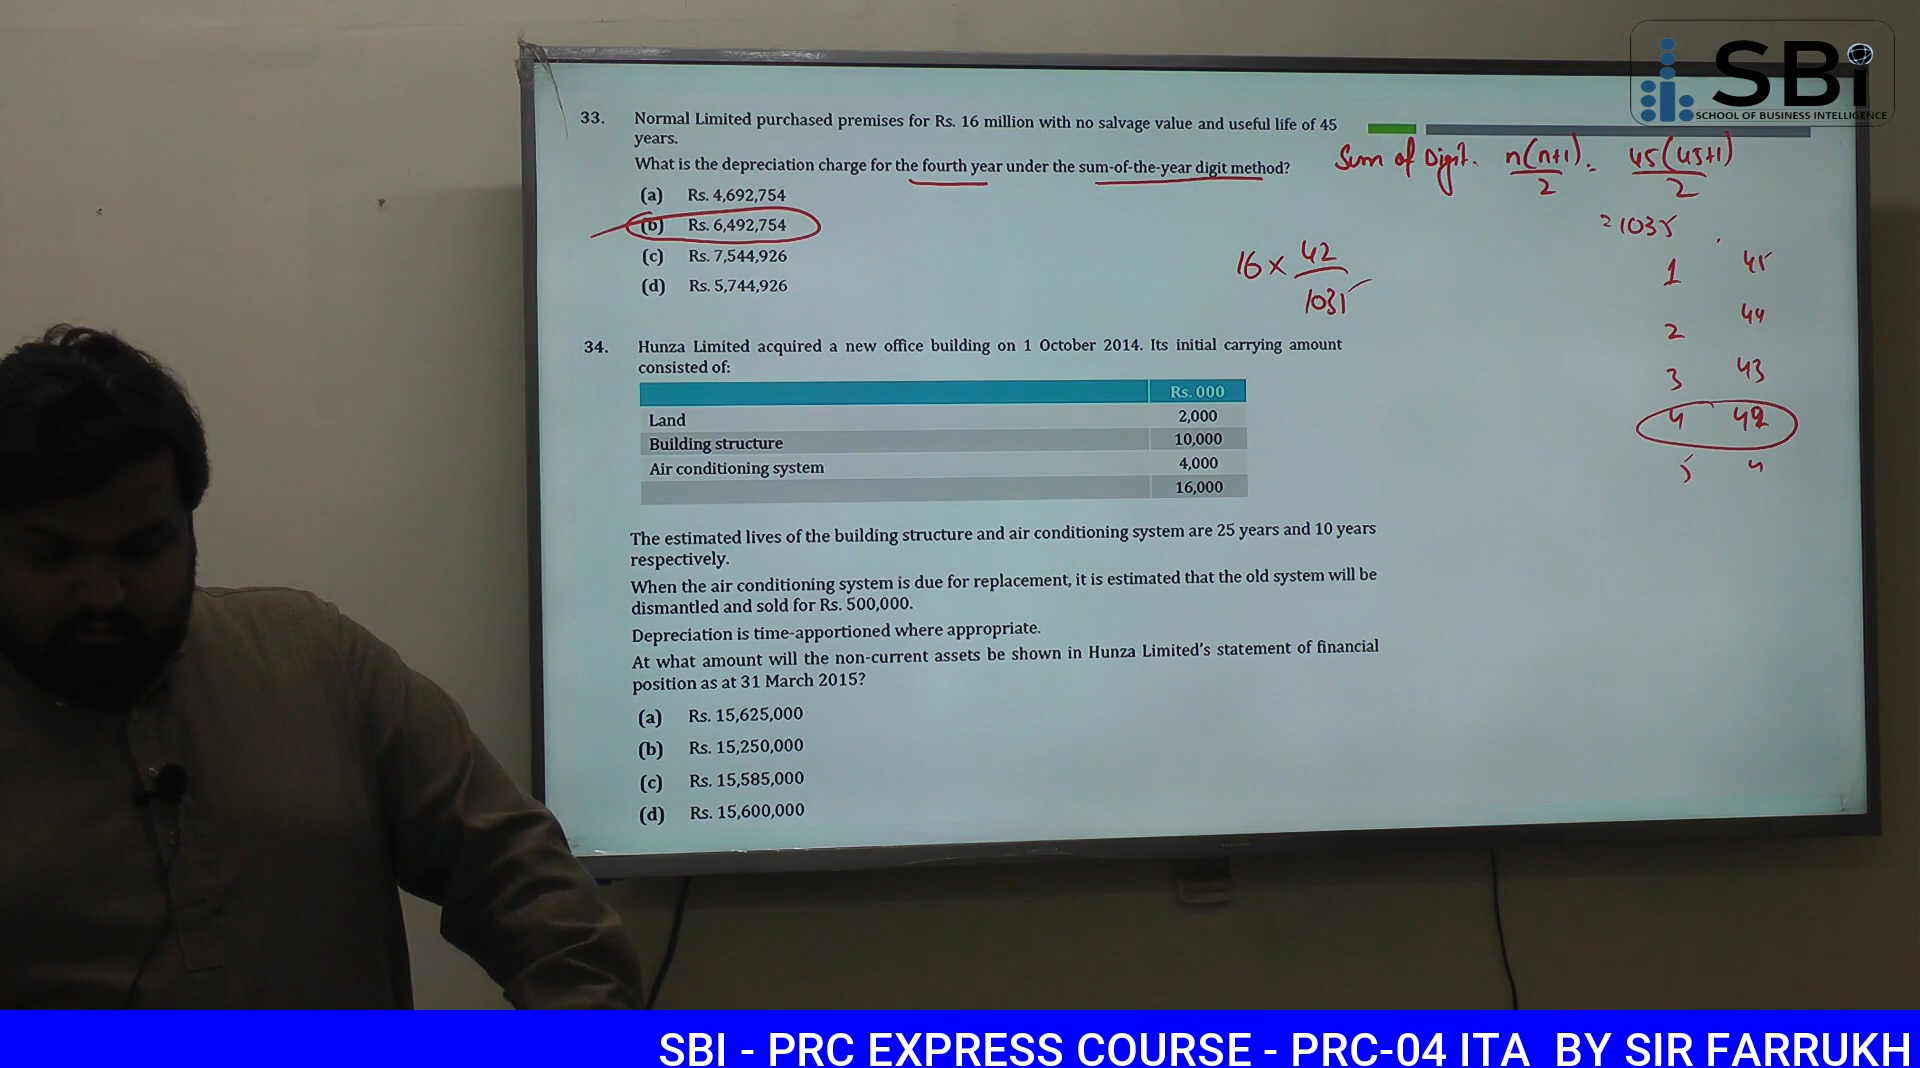 SBi
SCHOOL OF BUSINESS INTELLIGENCE
33. Normal Limited purchased premises for Rs. 16 million with no salvage value and useful life of 45
years.
What is the depreciation charge for the fourth year under the sum-of-the-year digit method?
(a) Rs. 4,692,754
(b) Rs. 6,492,754
(c) Rs. 7,544,926
(d) Rs. 5,744,926
Sum of Digit. n(n+1) = 45(45+1)
2 2
= 1035
16 × 42
1035
1 45
2 44
3 43
4 42
5 4
34. Hunza Limited acquired a new office building on 1 October 2014. Its initial carrying amount
consisted of:
Rs. 000
Land 2,000
Building structure 10,000
Air conditioning system 4,000
16,000
The estimated lives of the building structure and air conditioning system are 25 years and 10 years
respectively.
When the air conditioning system is due for replacement, it is estimated that the old system will be
dismantled and sold for Rs. 500,000.
Depreciation is time-apportioned where appropriate.
At what amount will the non-current assets be shown in Hunza Limited's statement of financial
position as at 31 March 2015?
(a) Rs. 15,625,000
(b) Rs. 15,250,000
(c) Rs. 15,585,000
(d) Rs. 15,600,000
SBI - PRC EXPRESS COURSE - PRC-04 ITA BY SIR FARRUKH